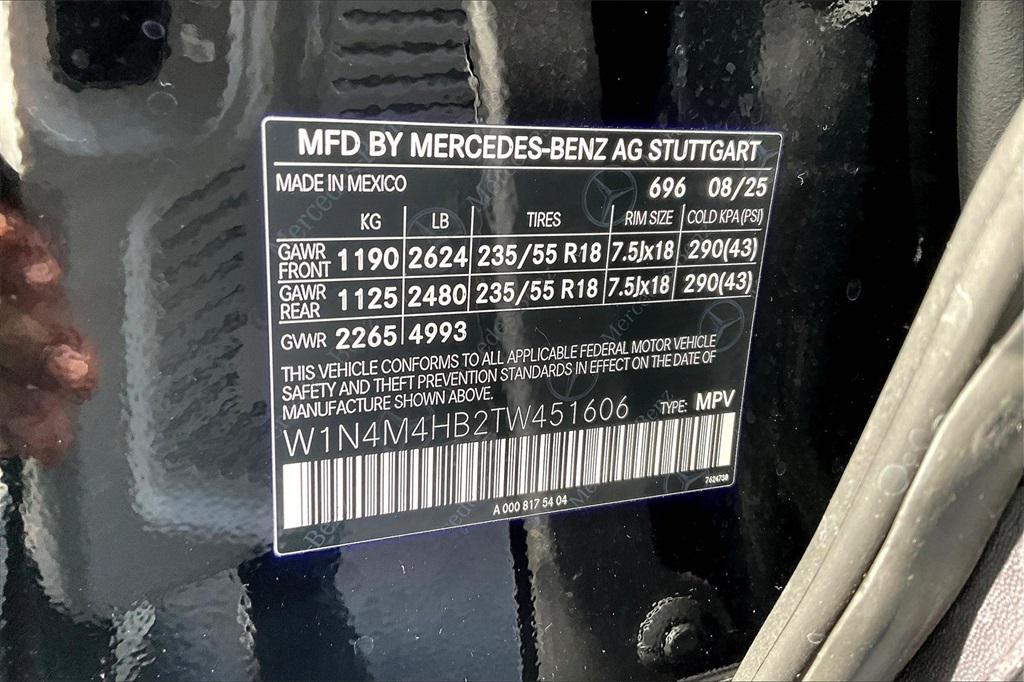 MFD BY MERCEDES-BENZ AG STUTTGART
MADE IN MEXICO 696 08/25
KG LB TIRES RIM SIZE COLD KPA (PSI)
GAWR FRONT 1190 2624 235/55 R18 7.5Jx18 290(43)
GAWR REAR 1125 2480 235/55 R18 7.5Jx18 290(43)
GVWR 2265 4993
THIS VEHICLE CONFORMS TO ALL APPLICABLE FEDERAL MOTOR VEHICLE
SAFETY AND THEFT PREVENTION STANDARDS IN EFFECT ON THE DATE OF
MANUFACTURE SHOWN ABOVE.
W1N4M4HB2TW451606 TYPE: MPV
7624738
A 000 817 54 04